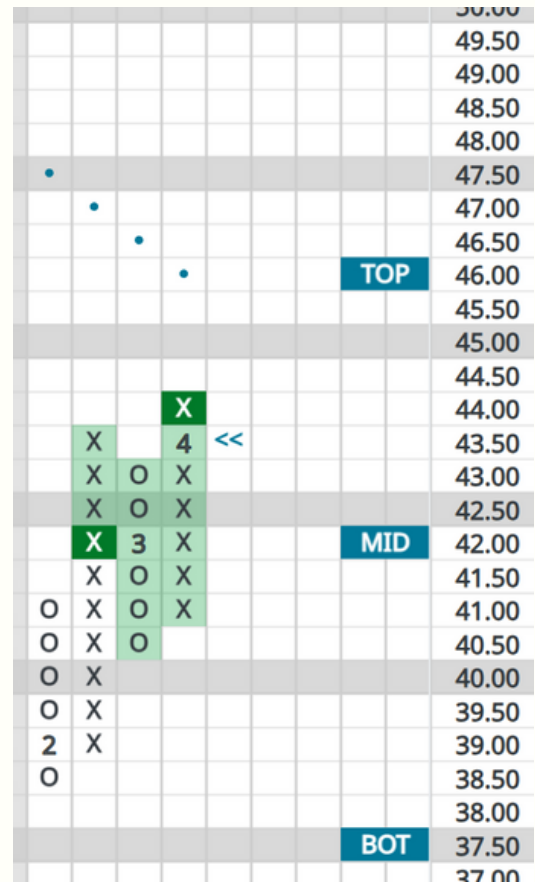 50.00
49.50
49.00
48.50
48.00
47.50
47.00
46.50
TOP 46.00
45.50
45.00
44.50
X 44.00
X 4 << 43.50
X O X 43.00
X O X 42.50
X 3 X MID 42.00
X O X 41.50
O X O X 41.00
O X O 40.50
O X 40.00
O X 39.50
2 X 39.00
O 38.50
38.00
BOT 37.50
37.00